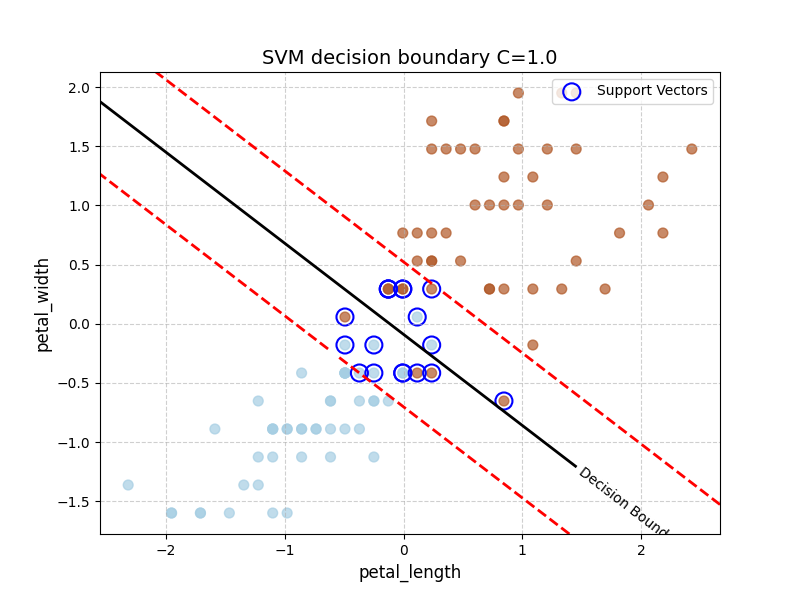 SVM decision boundary C=1.0
Support Vectors
2.0
1.5
1.0
0.5
0.0
−0.5
−1.0
−1.5
petal_width
Decision Bound
−2
−1
0
1
2
petal_length